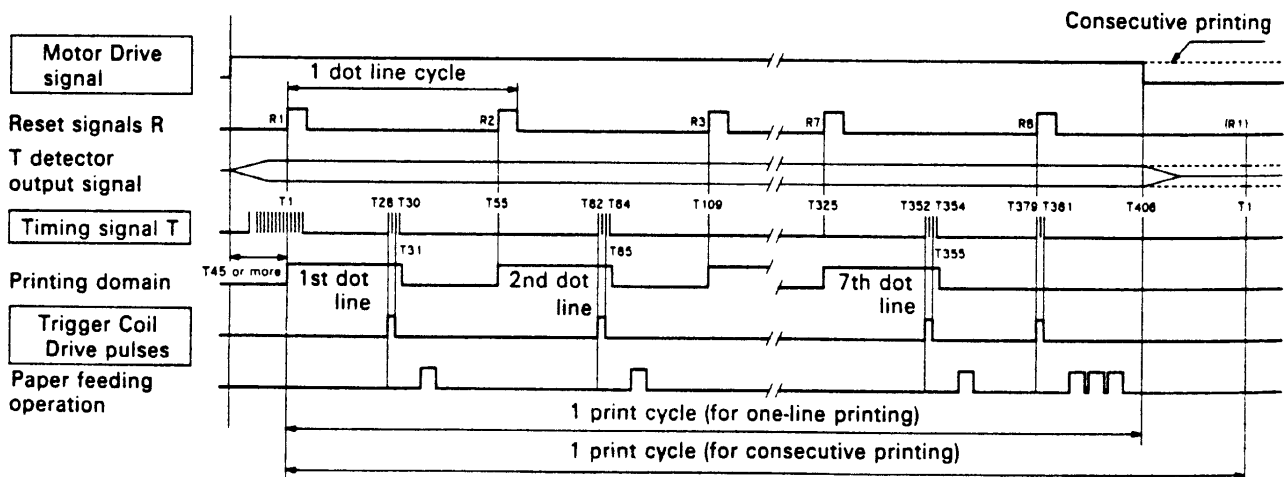 Consecutive printing
Motor Drive
signal
1 dot line cycle
Reset signals R
R1
R2
R3
R7
R8
(R1)
T detector
output signal
T1
T28
T30
T55
T82
T84
T109
T325
T352
T354
T379
T381
T406
T1
Timing signal T
T31
T85
T355
T45 or more
Printing domain
1st dot
line
2nd dot
line
7th dot
line
Trigger Coil
Drive pulses
Paper feeding
operation
1 print cycle (for one-line printing)
1 print cycle (for consecutive printing)